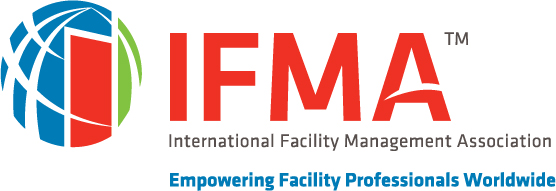 IFMA™
International Facility Management Association
Empowering Facility Professionals Worldwide